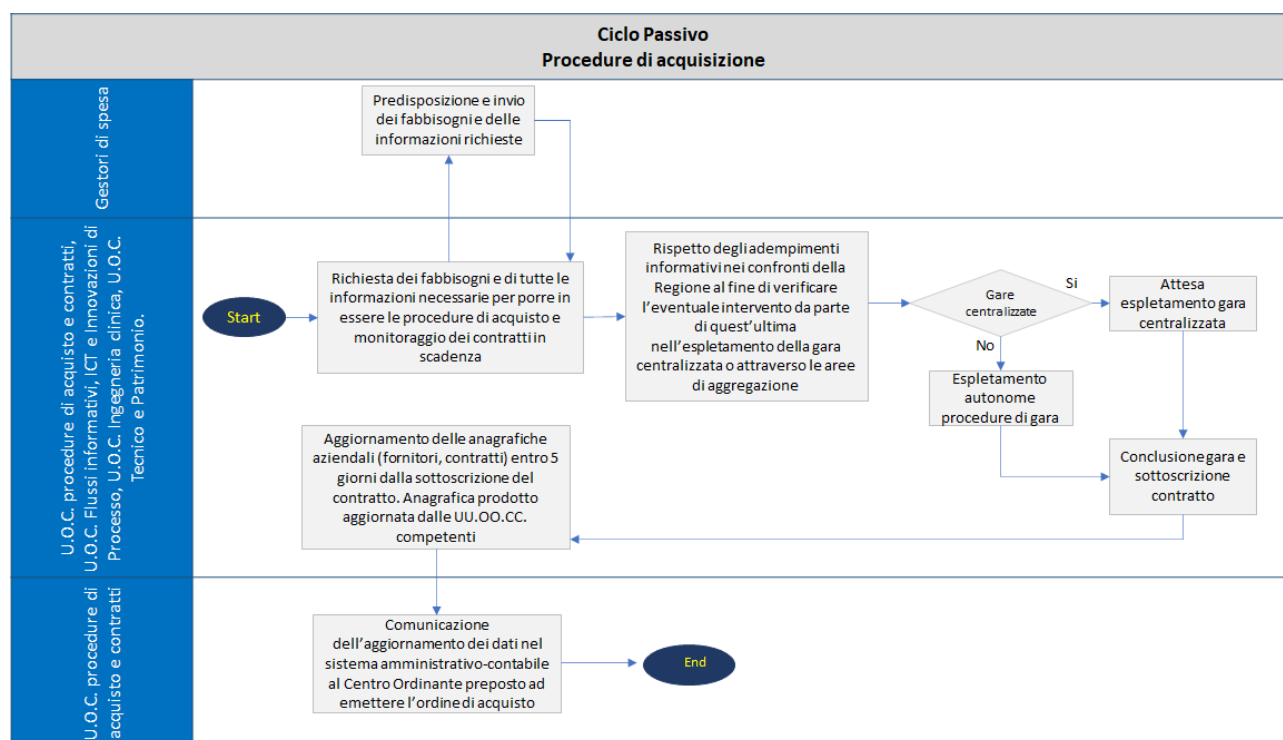 Ciclo Passivo
Procedure di acquisizione
Gestori di spesa
Predisposizione e invio
dei fabbisogni e delle
informazioni richieste
U.O.C. procedure di acquisto e contratti,
U.O.C. Flussi informativi, ICT e Innovazioni di
Processo, U.O.C. Ingegneria clinica, U.O.C.
Tecnico e Patrimonio.
Start
Richiesta dei fabbisogni e di tutte le
informazioni necessarie per porre in
essere le procedure di acquisto e
monitoraggio dei contratti in
scadenza
Rispetto degli adempimenti
informativi nei confronti della
Regione al fine di verificare
l’eventuale intervento da parte
di quest’ultima
nell’espletamento della gara
centralizzata o attraverso le aree
di aggregazione
Gare
centralizzate
Si
No
Attesa
espletamento gara
centralizzata
Espletamento
autonome
procedure di gara
Conclusione gara e
sottoscrizione
contratto
Aggiornamento delle anagrafiche
aziendali (fornitori, contratti) entro 5
giorni dalla sottoscrizione del
contratto. Anagrafica prodotto
aggiornata dalle UU.OO.CC.
competenti
U.O.C. procedure di
acquisto e contratti
Comunicazione
dell’aggiornamento dei dati nel
sistema amministrativo-contabile
al Centro Ordinante preposto ad
emettere l’ordine di acquisto
End